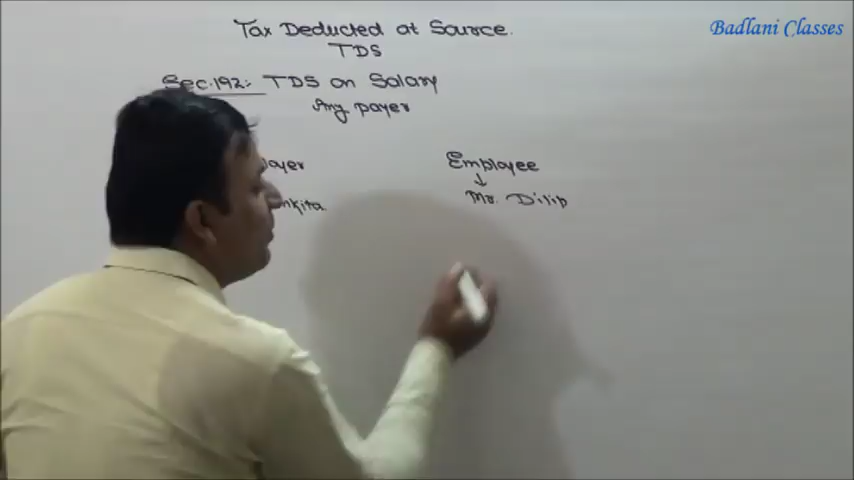 Badlani Classes
Tax Deducted at Source.
TDS
Sec.192:- TDS on Salary
Any payer
Employee
Mr. Dilip